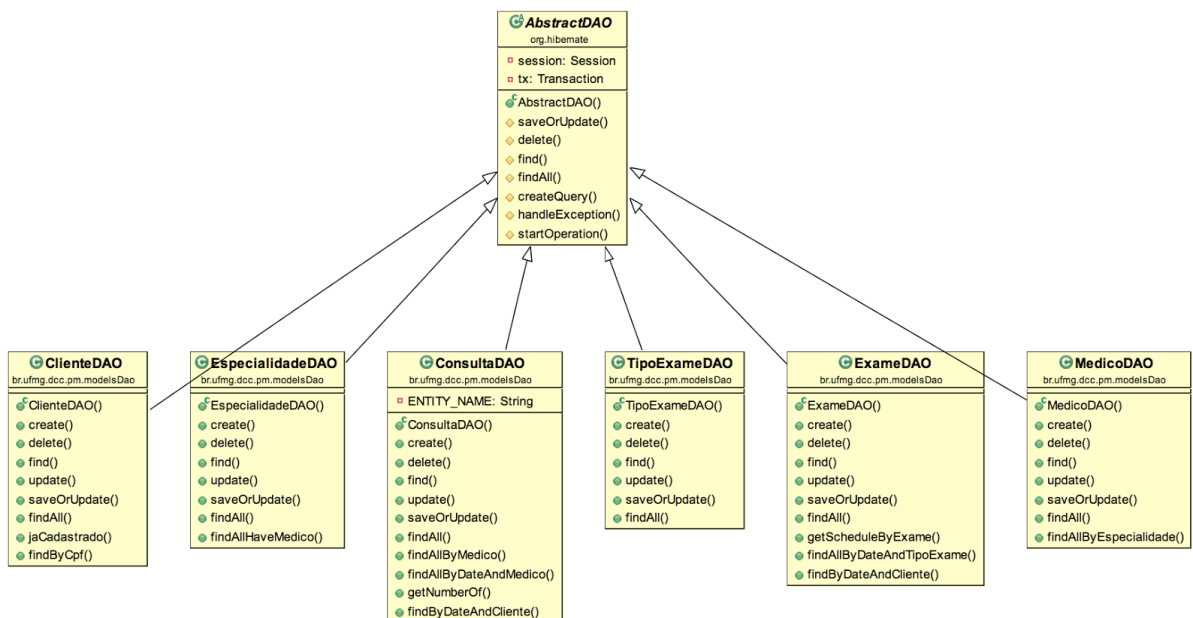 AbstractDAO
org.hibernate
session: Session
tx: Transaction
AbstractDAO()
saveOrUpdate()
delete()
find()
findAll()
createQuery()
handleException()
startOperation()
ClienteDAO
br.ufmg.dcc.pm.modelsDao
ClienteDAO()
create()
delete()
find()
update()
saveOrUpdate()
findAll()
jaCadastrado()
findByCpf()
EspecialidadeDAO
br.ufmg.dcc.pm.modelsDao
EspecialidadeDAO()
create()
delete()
find()
update()
saveOrUpdate()
findAll()
findAllHaveMedico()
ConsultaDAO
br.ufmg.dcc.pm.modelsDao
ENTITY_NAME: String
ConsultaDAO()
create()
delete()
find()
update()
saveOrUpdate()
findAll()
findAllByMedico()
findAllByDateAndMedico()
getNumberOf()
findByDateAndCliente()
TipoExameDAO
br.ufmg.dcc.pm.modelsDao
TipoExameDAO()
create()
delete()
find()
update()
saveOrUpdate()
findAll()
ExameDAO
br.ufmg.dcc.pm.modelsDao
ExameDAO()
create()
delete()
find()
update()
saveOrUpdate()
findAll()
getScheduleByExame()
findAllByDateAndTipoExame()
findByDateAndCliente()
MedicoDAO
br.ufmg.dcc.pm.modelsDao
MedicoDAO()
create()
delete()
find()
update()
saveOrUpdate()
findAll()
findAllByEspecialidade()